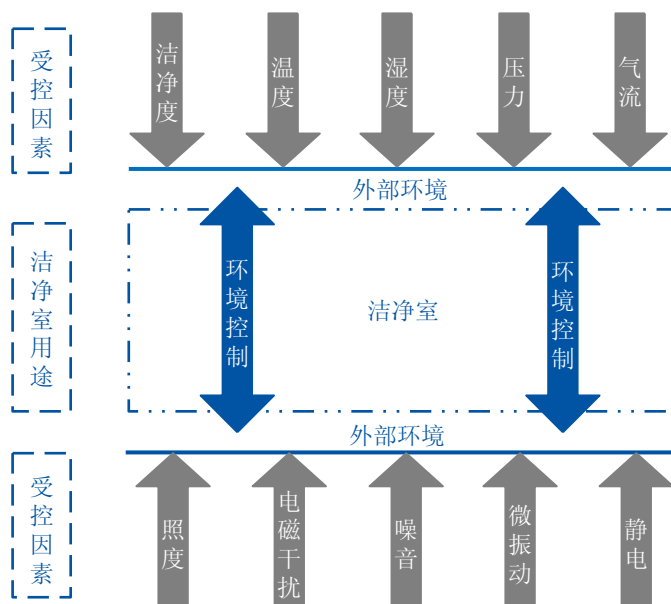 受控因素
洁净度
温度
湿度
压力
气流
外部环境
洁净室用途
环境控制
洁净室
环境控制
外部环境
受控因素
照度
电磁干扰
噪音
微振动
静电